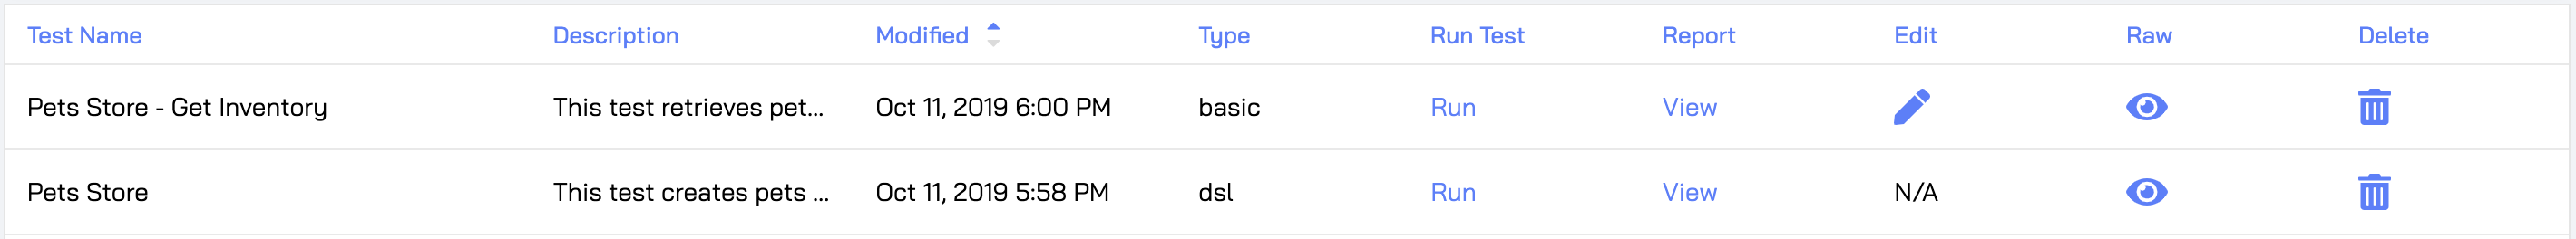 Test Name Description Modified Type Run Test Report Edit Raw Delete
Pets Store - Get Inventory This test retrieves pet... Oct 11, 2019 6:00 PM basic Run View
Pets Store This test creates pets ... Oct 11, 2019 5:58 PM dsl Run View N/A